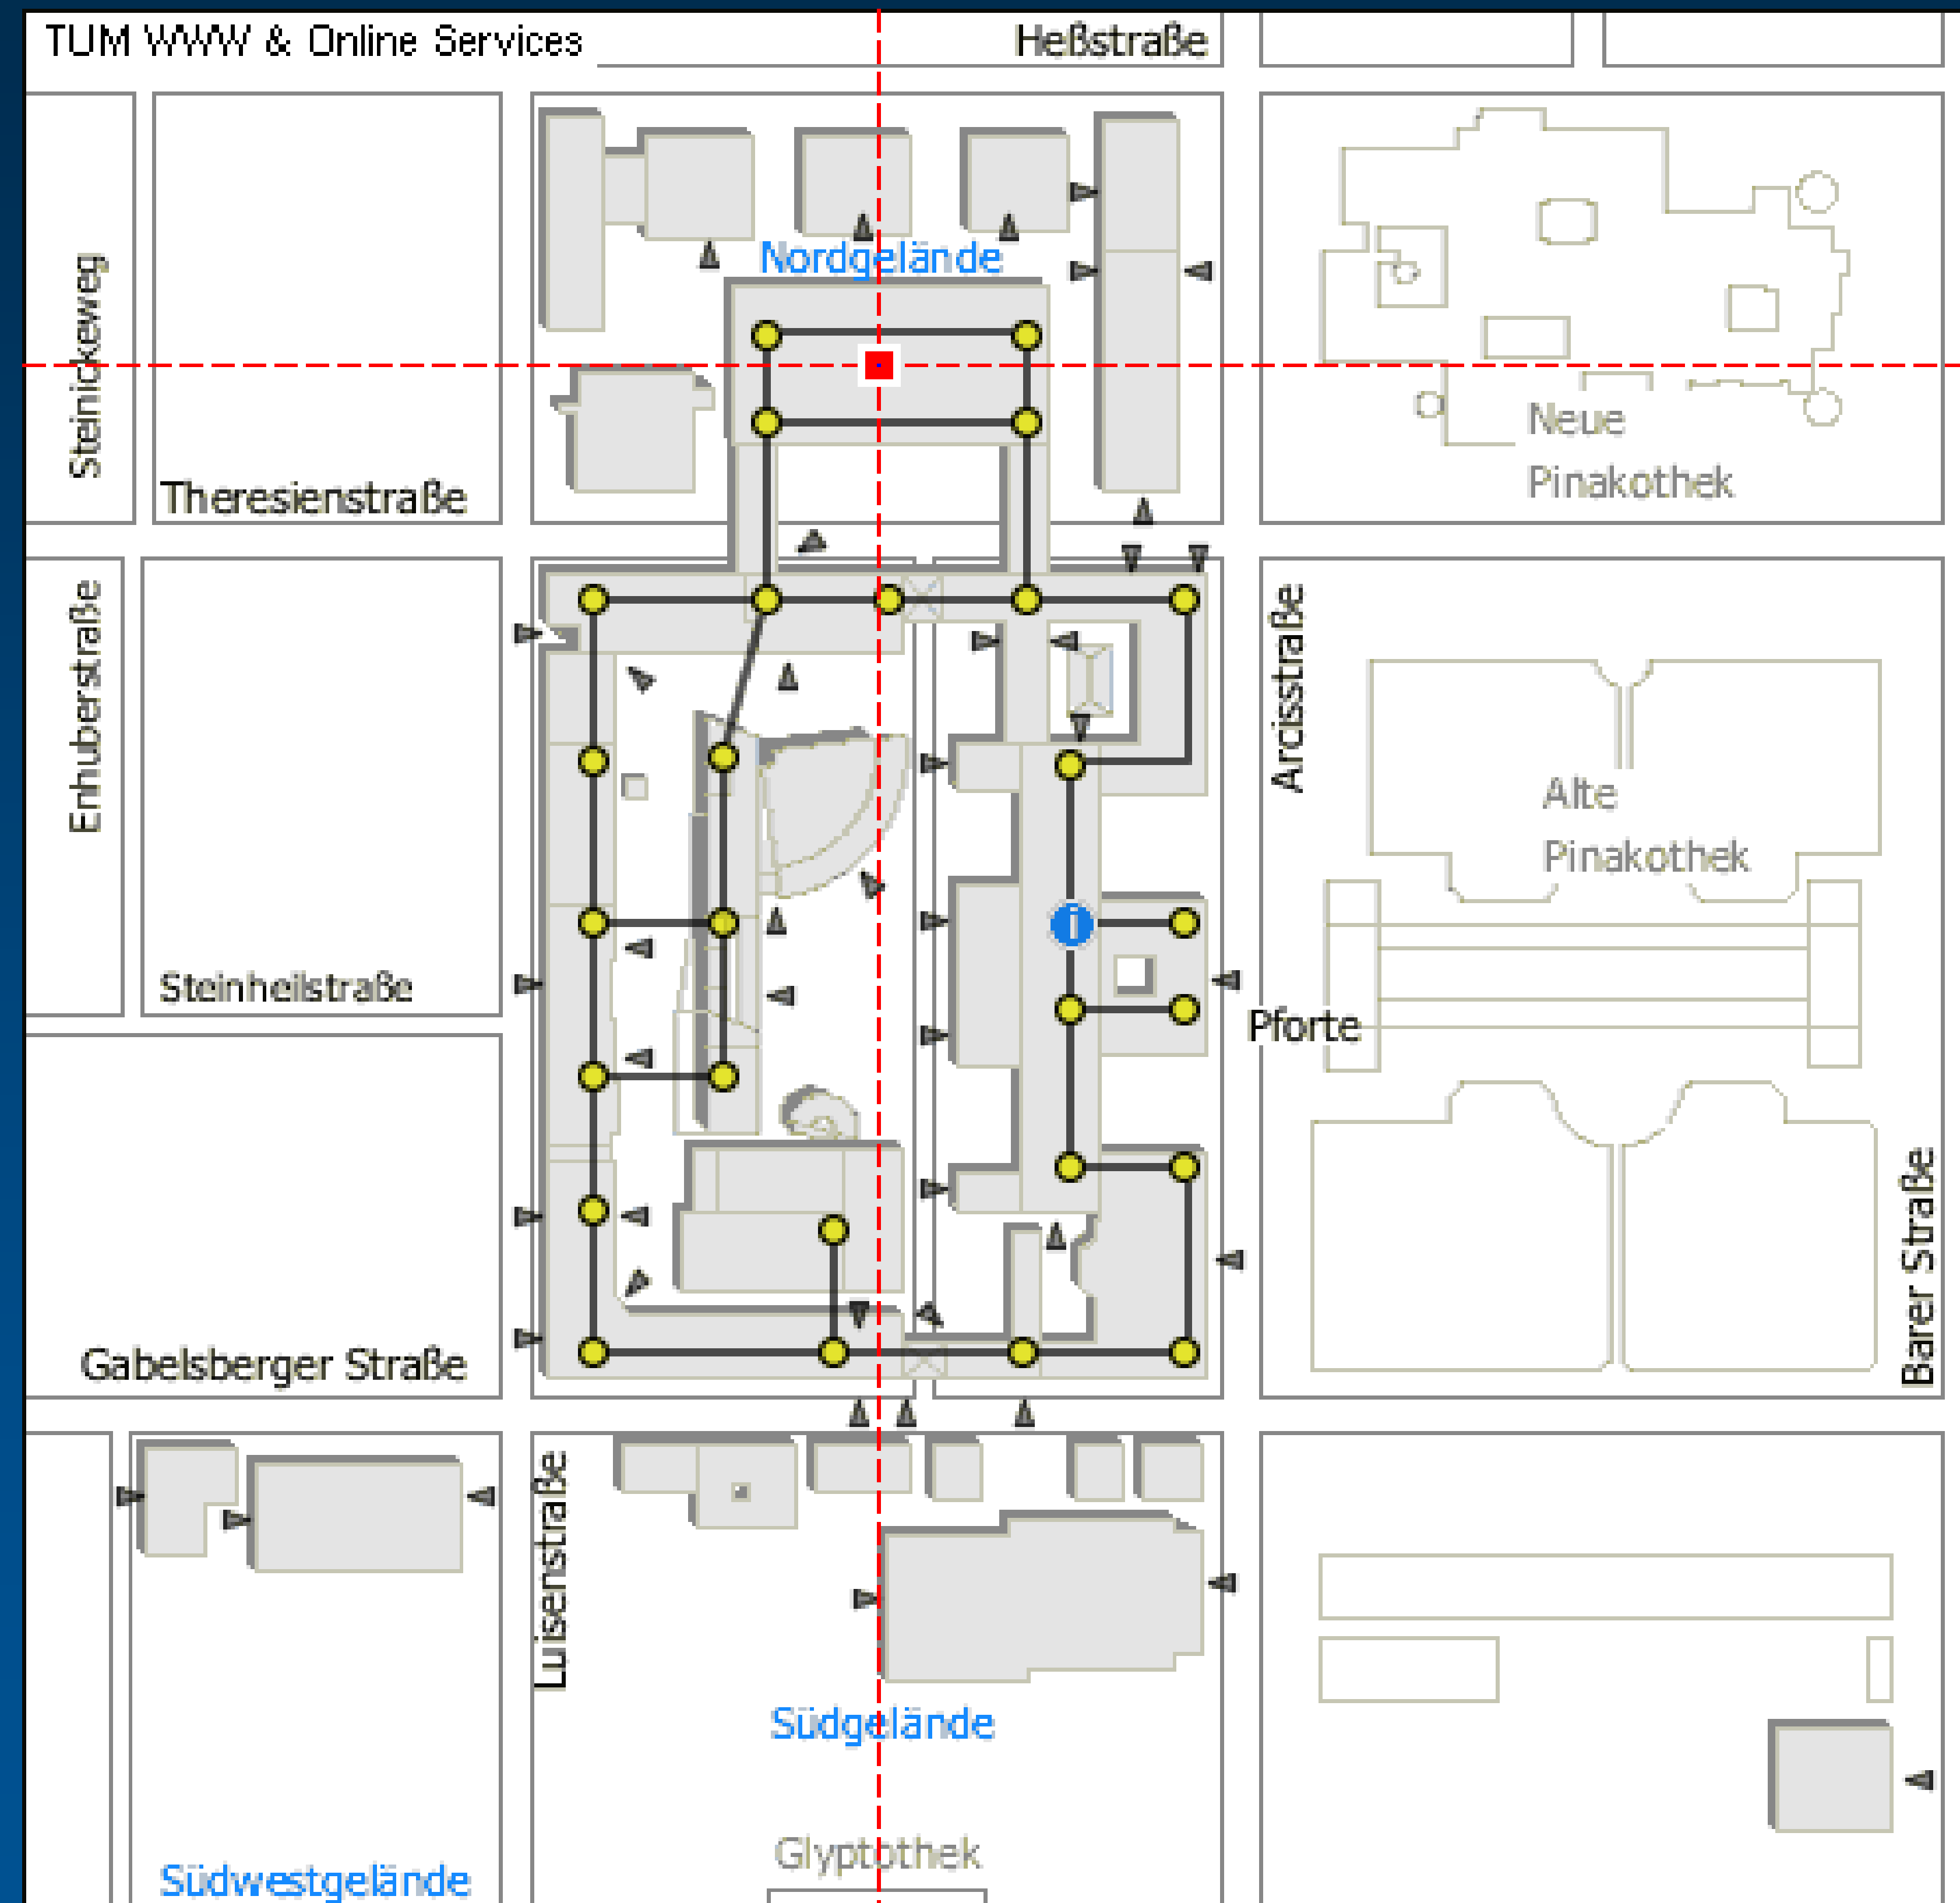 TUM WWW & Online Services
Heßstraße
Nordgelände
Steinickeweg
Theresienstraße
Neue
Pinakothek
Enhuberstraße
Arcisstraße
Alte
Pinakothek
Steinheilstraße
i
Pforte
Gabelsberger Straße
Barer Straße
Luisenstraße
Südgelände
Glyptothek
Südwestgelände